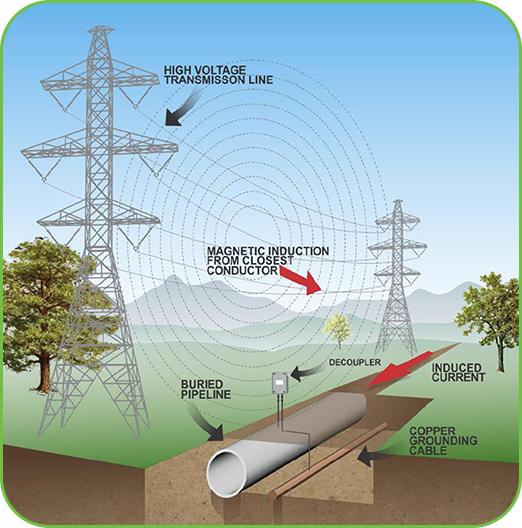 HIGH VOLTAGE
TRANSMISSON LINE
MAGNETIC INDUCTION
FROM CLOSEST
CONDUCTOR
DECOUPLER
INDUCED
CURRENT
BURIED
PIPELINE
COPPER
GROUNDING
CABLE